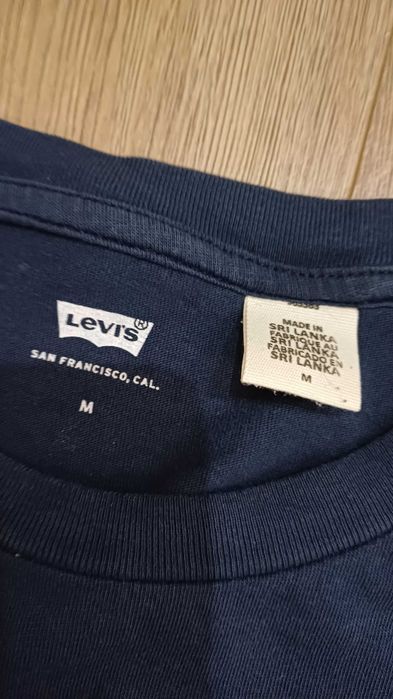 Levi's®
SAN FRANCISCO, CAL.
M
MADE IN
SRI LANKA
FABRIQUE AU
SRI LANKA
FABRICADO EN
SRI LANKA
M